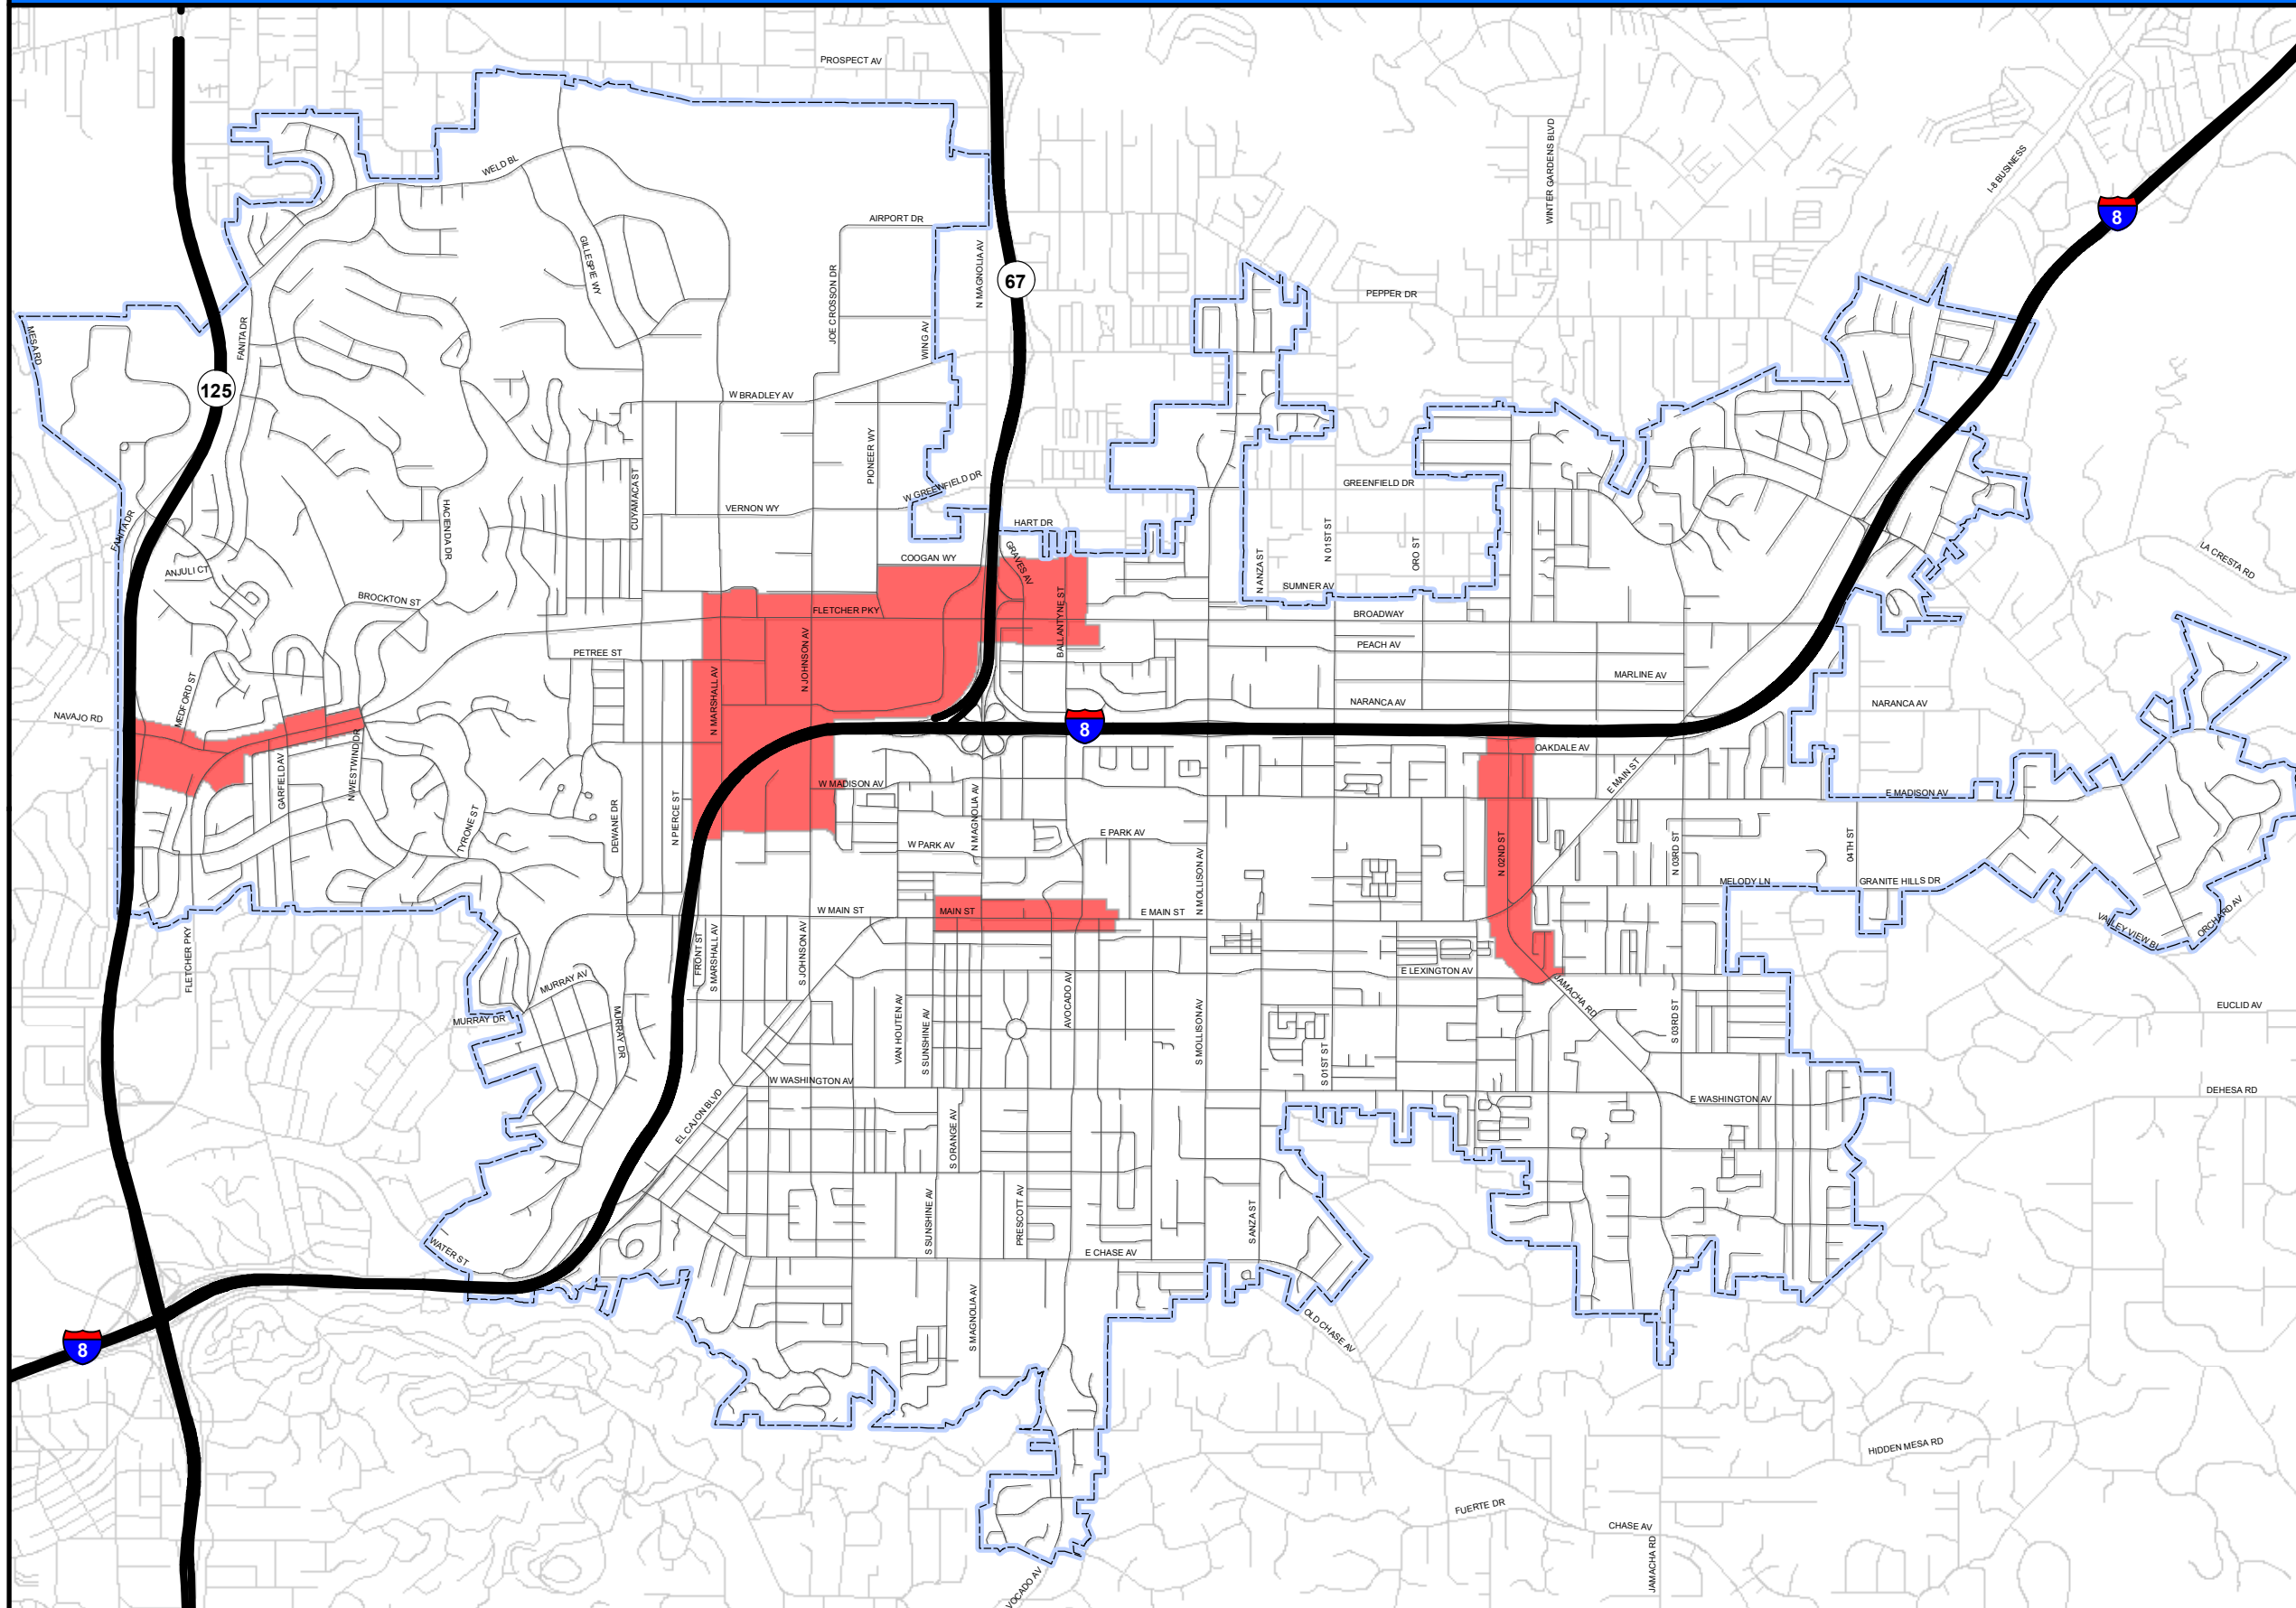 PROSPECT AV
WELD BL
WINTER GARDENS BLVD
I-8 BUSINESS
8
AIRPORT DR
GILLESPIE WY
JOE CROSSON DR
N MAGNOLIA AV
67
PEPPER DR
MESA RD
FANITA DR
WING AV
125
W BRADLEY AV
PIONEER WY
W GREENFIELD DR
GREENFIELD DR
CUYAMACA ST
HACIENDA DR
VERNON WY
FANITA DR
HART DR
GRAVES AV
N ANZA ST
N 01ST ST
ORO ST
LA CRESTA RD
COOGAN WY
ANJULI CT
SUMNER AV
BROCKTON ST
FLETCHER PKY
BALLANTYNE ST
BROADWAY
PETREE ST
PEACH AV
N MARSHALL AV
N JOHNSON AV
MARLINE AV
MEDFORD ST
NAVAJO RD
NARANCA AV
NARANCA AV
8
OAKDALE AV
GARFIELD AV
N WESTWIND DR
W MADISON AV
E MAIN ST
E MADISON AV
TYRONE ST
DEWANE DR
N PIERCE ST
N MAGNOLIA AV
E PARK AV
W PARK AV
N MOLLISON AV
N 02ND ST
N 03RD ST
04TH ST
MELODY LN
GRANITE HILLS DR
W MAIN ST
MAIN ST
E MAIN ST
VALLEY VIEW BL
ORCHARD AV
FLETCHER PKY
FRONT ST
S MARSHALL AV
S JOHNSON AV
E LEXINGTON AV
JAMACHA RD
MURRAY AV
MURRAY DR
MURRAY DR
VAN HOUTEN AV
S SUNSHINE AV
AVOCADO AV
S MOLLISON AV
S 01ST ST
S 03RD ST
EUCLID AV
W WASHINGTON AV
E WASHINGTON AV
DEHESA RD
EL CAJON BLVD
S ORANGE AV
S SUNSHINE AV
PRESCOTT AV
S ANZA ST
E CHASE AV
WATER ST
S MAGNOLIA AV
OLD CHASE AV
8
HIDDEN MESA RD
FUERTE DR
CHASE AV
JAMACHA RD
VOCADO AV